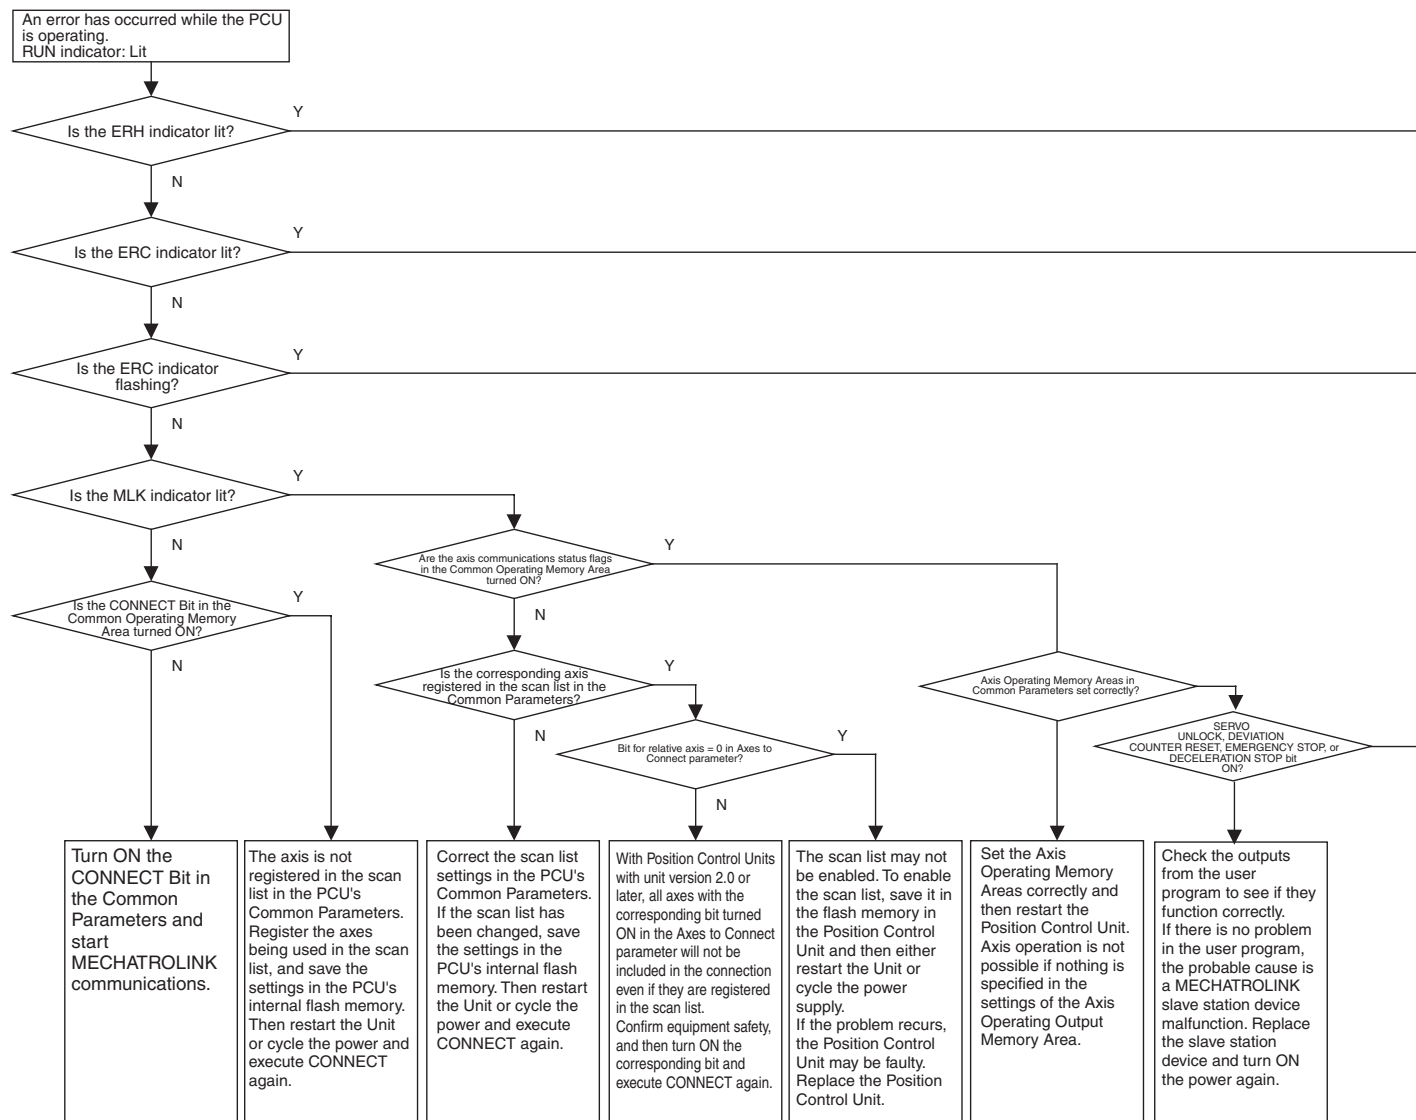 An error has occurred while the PCU
is operating.
RUN indicator: Lit
Y
Is the ERH indicator lit?
N
Y
Is the ERC indicator lit?
N
Y
Is the ERC indicator
flashing?
N
Y
Is the MLK indicator lit?
N
Y
Are the axis communications status flags
in the Common Operating Memory Area
turned ON?
Y
Is the CONNECT Bit in the
Common Operating Memory
Area turned ON?
N
N
Y
Is the corresponding axis
registered in the scan list in the
Common Parameters?
N
Y
Bit for relative axis = 0 in Axes to
Connect parameter?
N
Axis Operating Memory Areas in
Common Parameters set correctly?
SERVO
UNLOCK, DEVIATION
COUNTER RESET, EMERGENCY STOP, or
DECELERATION STOP bit
ON?
Turn ON the
CONNECT Bit in
the Common
Parameters and
start
MECHATROLINK
communications.
The axis is not
registered in the scan
list in the PCU's
Common Parameters.
Register the axes
being used in the scan
list, and save the
settings in the PCU's
internal flash memory.
Then restart the Unit
or cycle the power and
execute CONNECT
again.
Correct the scan list
settings in the PCU's
Common Parameters.
If the scan list has
been changed, save
the settings in the
PCU's internal flash
memory. Then restart
the Unit or cycle the
power and execute
CONNECT again.
With Position Control Units
with unit version 2.0 or
later, all axes with the
corresponding bit turned
ON in the Axes to Connect
parameter will not be
included in the connection
even if they are registered
in the scan list.
Confirm equipment safety,
and then turn ON the
corresponding bit and
execute CONNECT again.
The scan list may not
be enabled. To enable
the scan list, save it in
the flash memory in
the Position Control
Unit and then either
restart the Unit or
cycle the power
supply.
If the problem recurs,
the Position Control
Unit may be faulty.
Replace the Position
Control Unit.
Set the Axis
Operating Memory
Areas correctly and
then restart the
Position Control Unit.
Axis operation is not
possible if nothing is
specified in the
settings of the Axis
Operating Output
Memory Area.
Check the outputs
from the user
program to see if they
function correctly.
If there is no problem
in the user program,
the probable cause is
a MECHATROLINK
slave station device
malfunction. Replace
the slave station
device and turn ON
the power again.